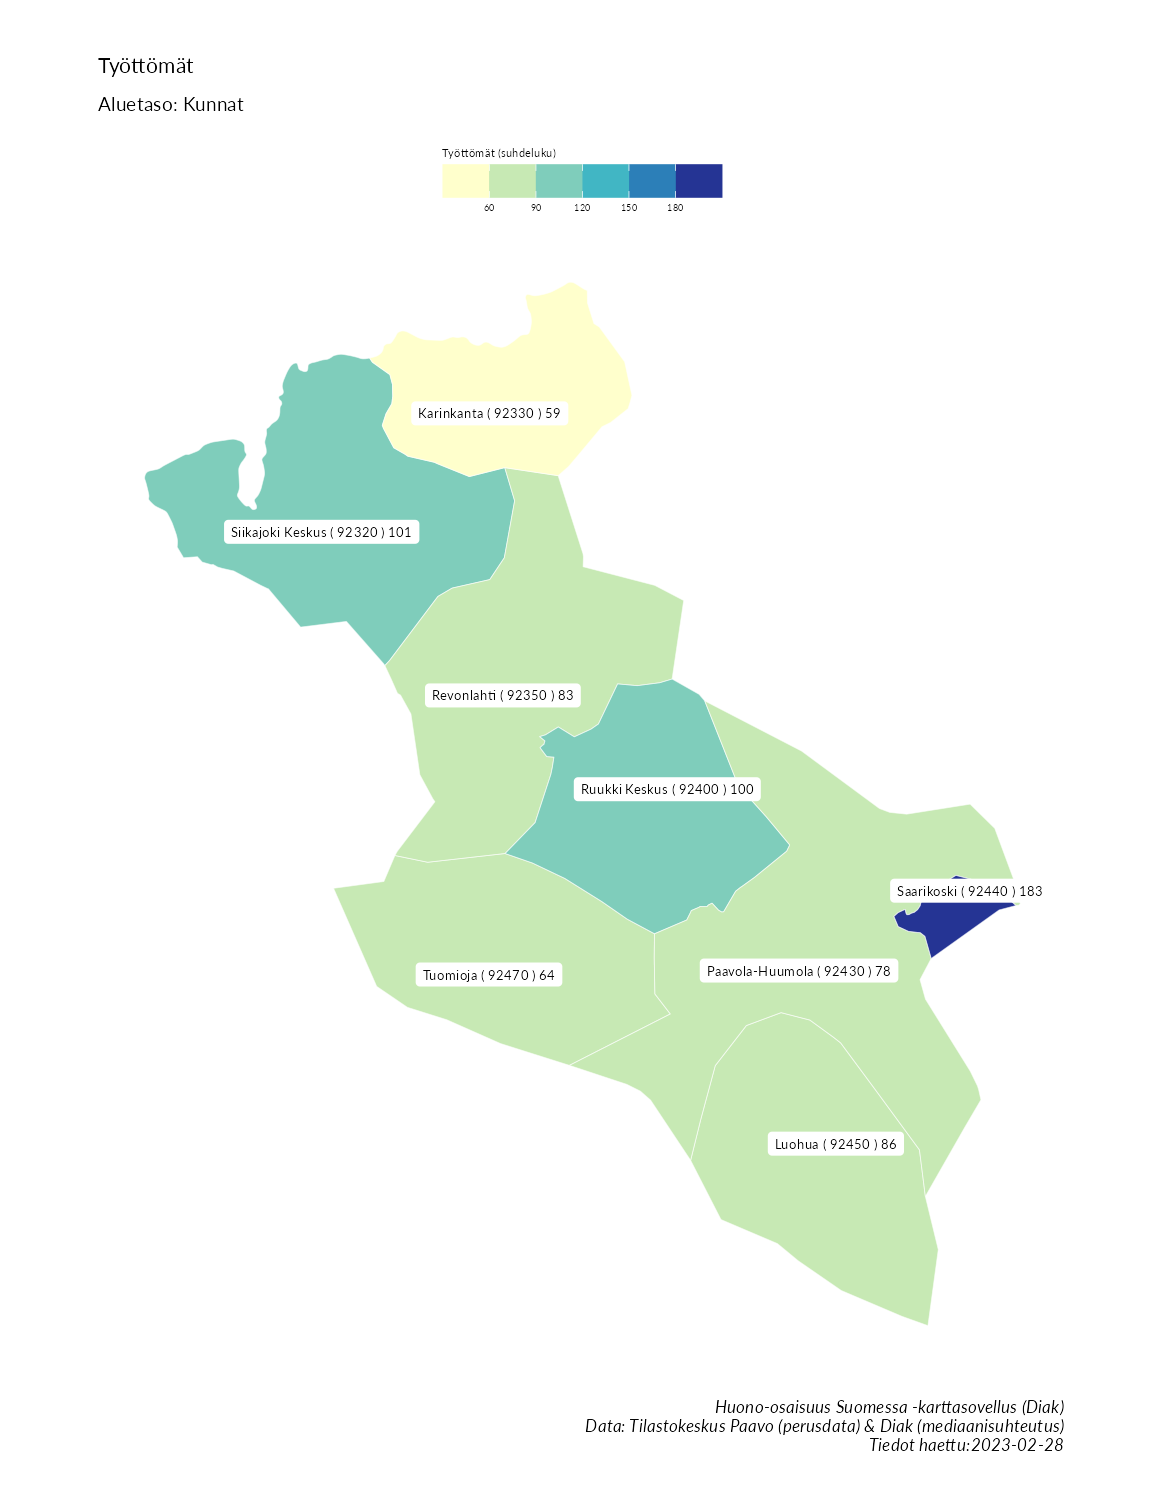 Työttömät
Aluetaso: Kunnat
Työttömät (suhdeluku)
60 90 120 150 180
Karinkanta ( 92330 ) 59
Siikajoki Keskus ( 92320 ) 101
Revonlahti ( 92350 ) 83
Ruukki Keskus ( 92400 ) 100
Saarikoski ( 92440 ) 183
Paavola-Huumola ( 92430 ) 78
Tuomioja ( 92470 ) 64
Luohua ( 92450 ) 86
Huono-osaisuus Suomessa -karttasovellus (Diak)
Data: Tilastokeskus Paavo (perusdata) & Diak (mediaanisuhteutus)
Tiedot haettu:2023-02-28